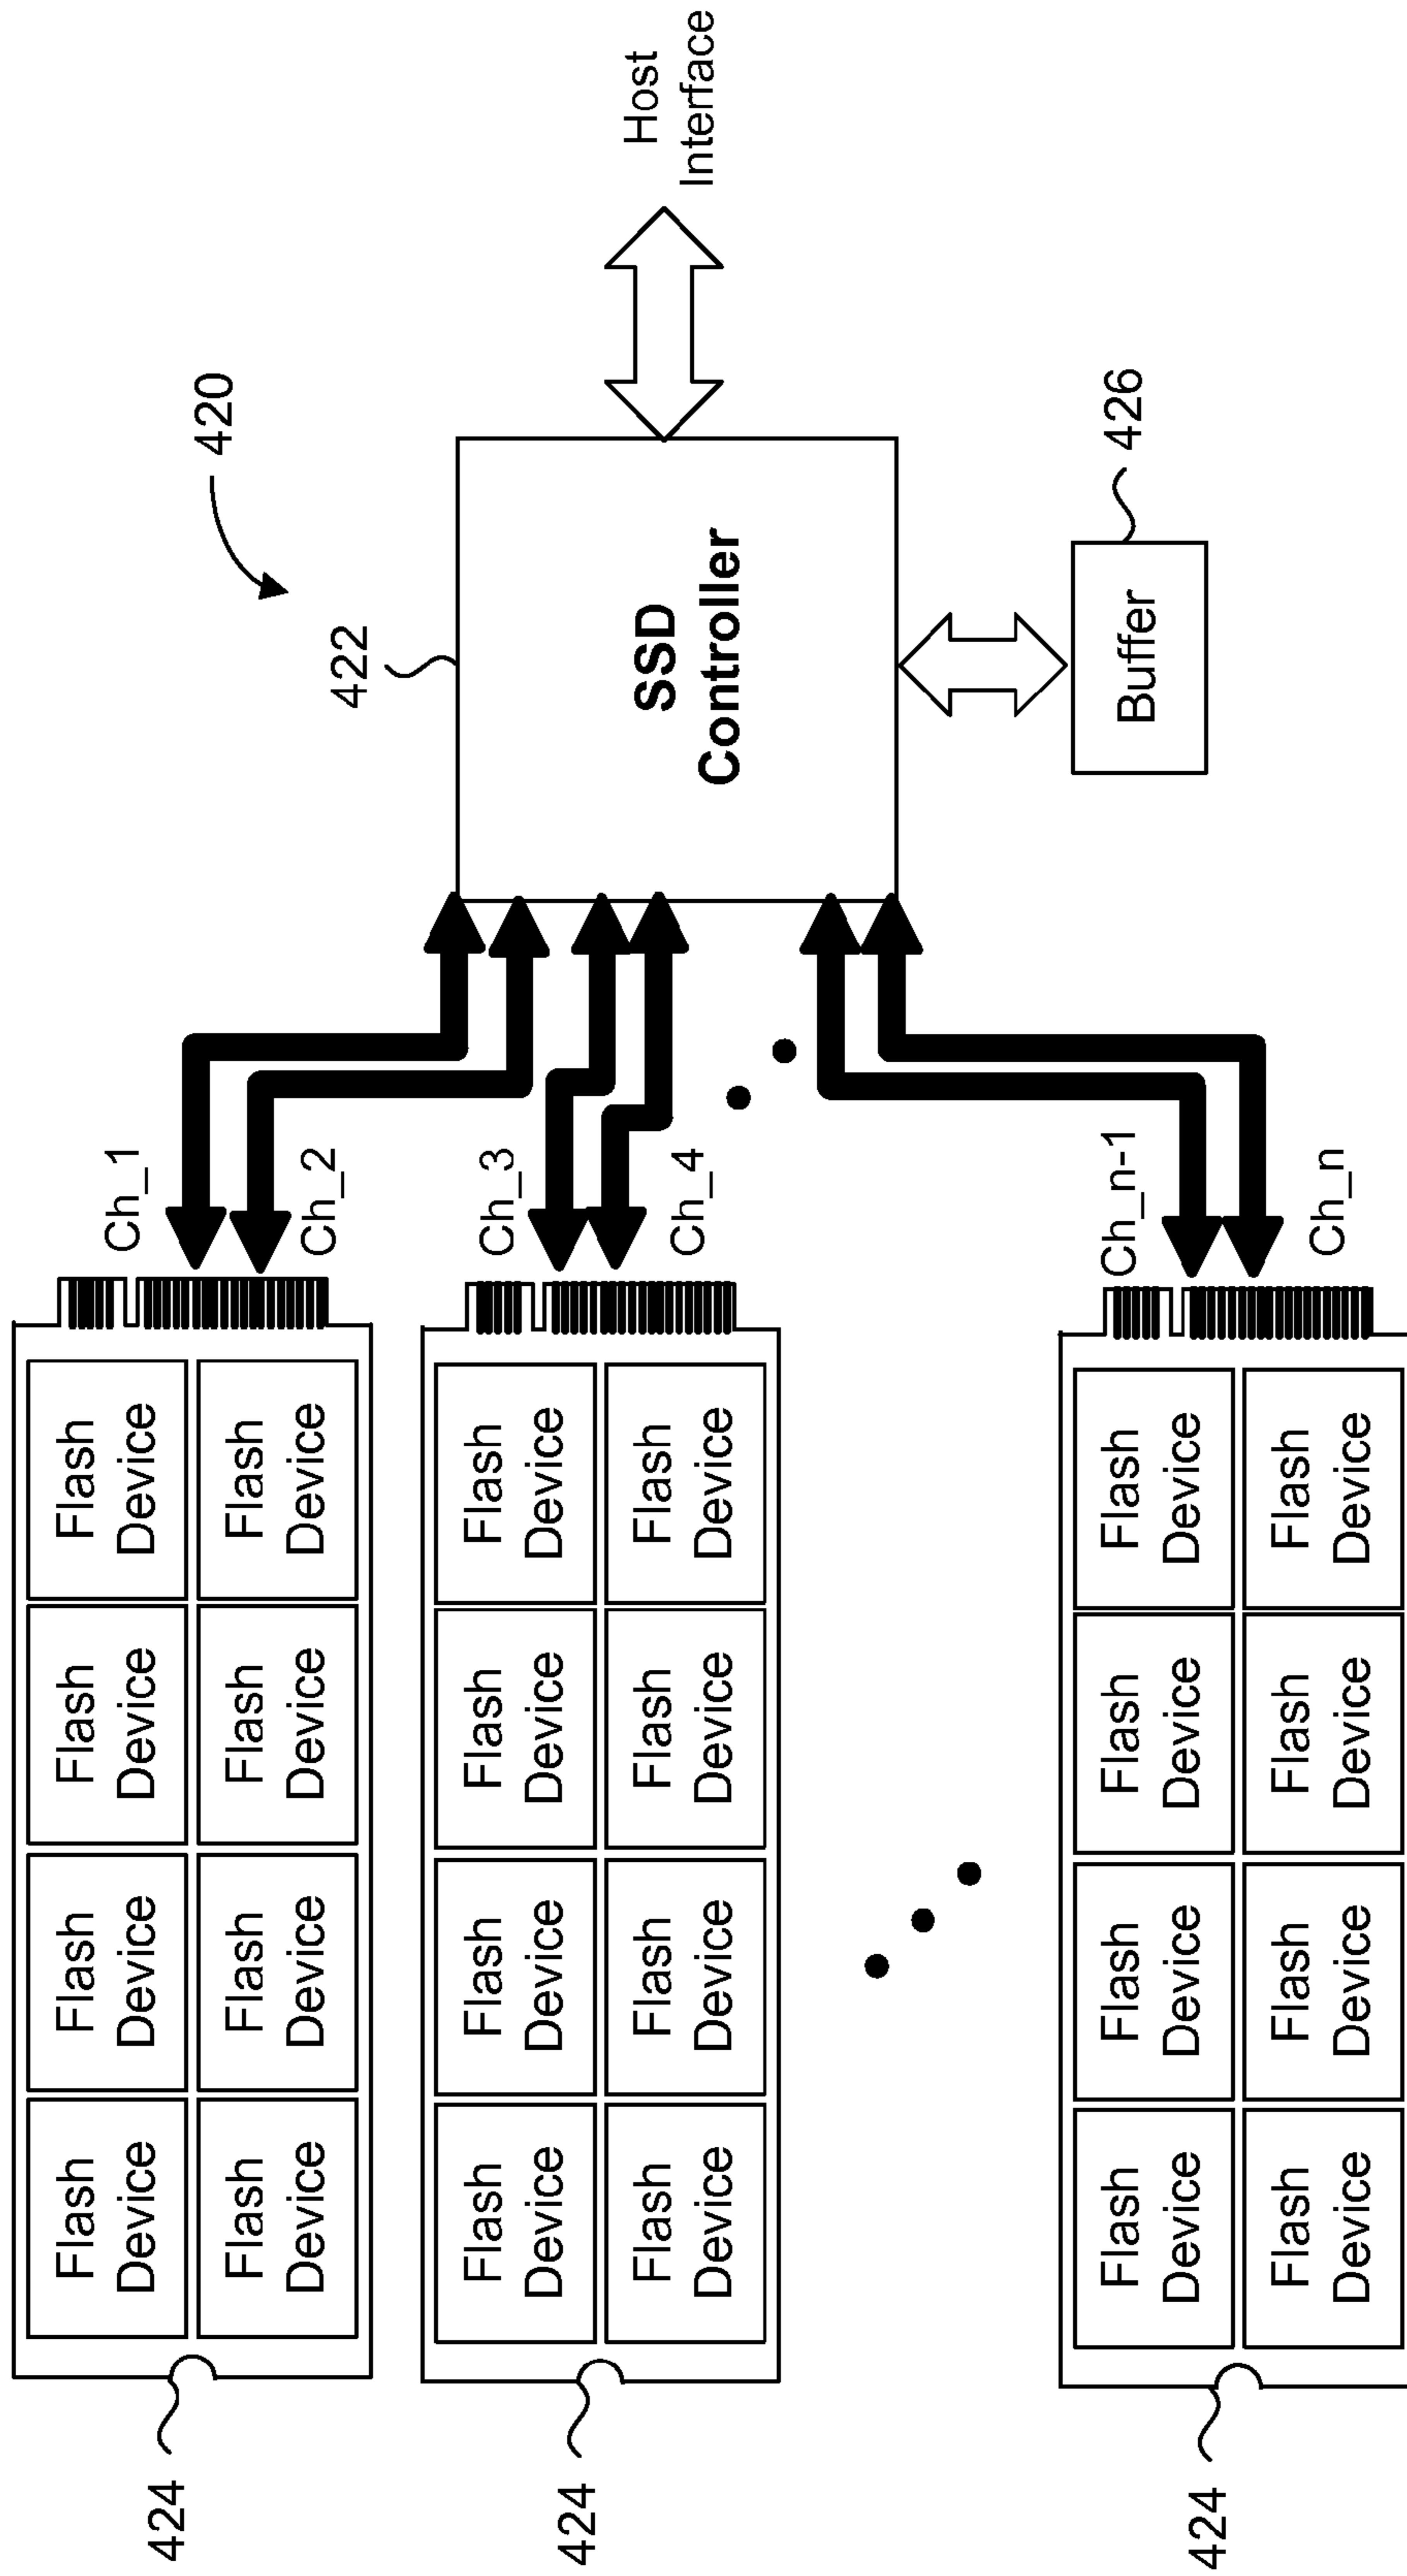 Flash
Device
Flash
Device
Flash
Device
Flash
Device
Flash
Device
Flash
Device
Flash
Device
Flash
Device
424
Ch_1
Ch_2
420
422
Flash
Device
Flash
Device
Flash
Device
Flash
Device
Flash
Device
Flash
Device
Flash
Device
Flash
Device
424
Ch_3
Ch_4
SSD
Controller
Host
Interface
Flash
Device
Flash
Device
Flash
Device
Flash
Device
Flash
Device
Flash
Device
Flash
Device
Flash
Device
424
Ch_n-1
Ch_n
Buffer
426